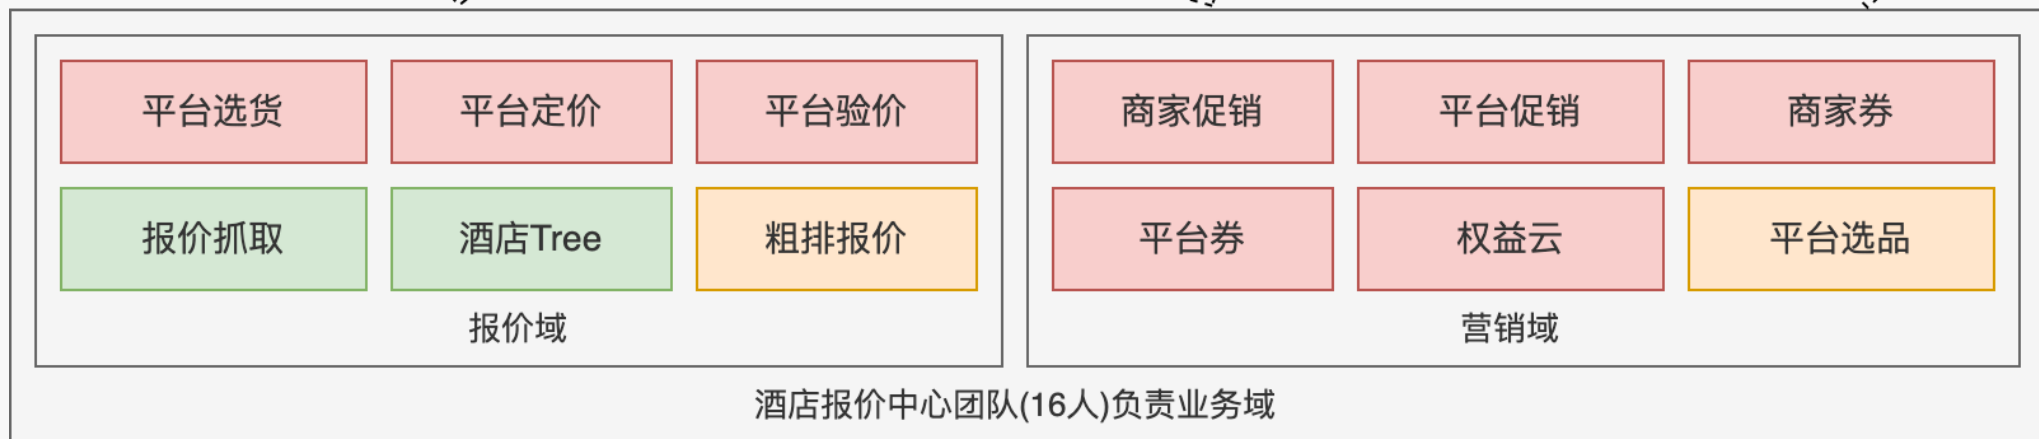 平台选货
平台定价
平台验价
报价抓取
酒店Tree
粗排报价
报价域
商家促销
平台促销
商家券
平台券
权益云
平台选品
营销域
酒店报价中心团队(16人)负责业务域